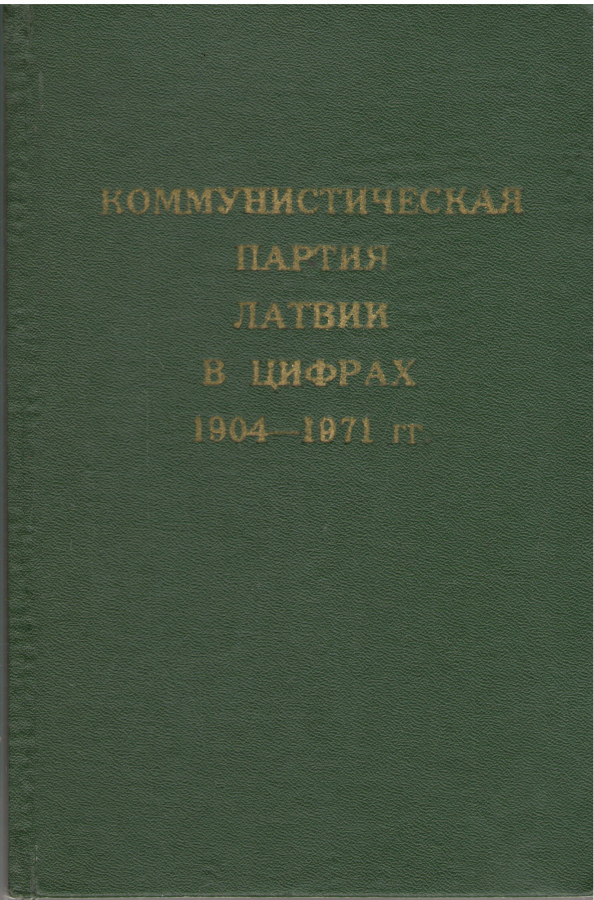 КОММУНИСТИЧЕСКАЯ
ПАРТИЯ
ЛАТВИИ
В ЦИФРАХ
1904—1971 гг.